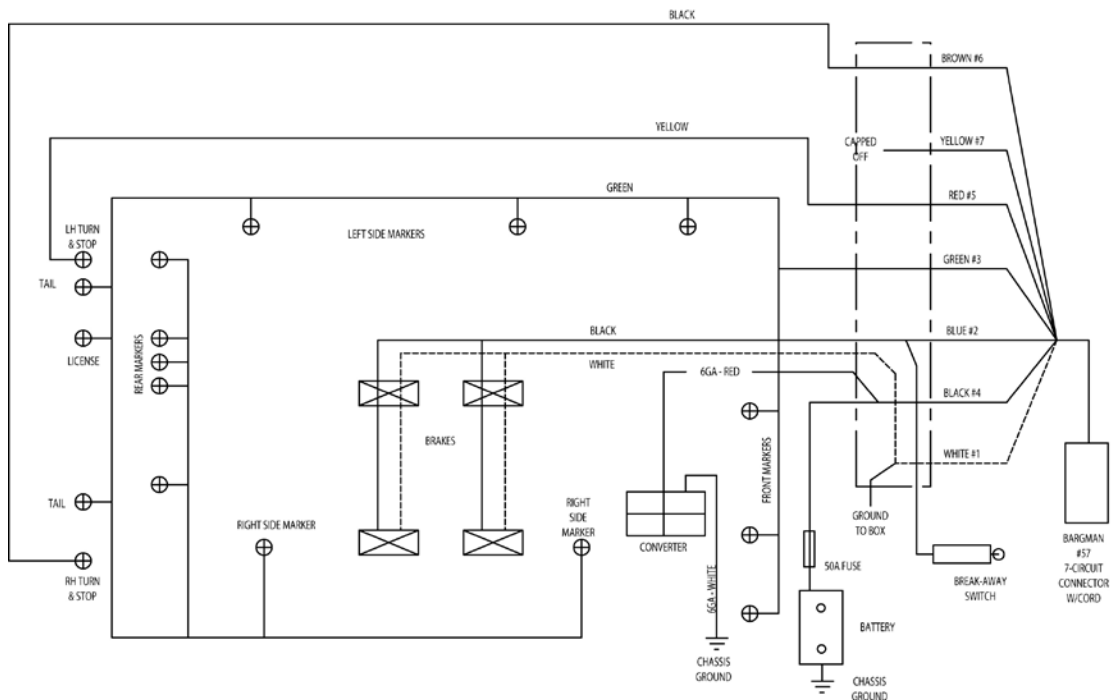 BLACK
BROWN #6
YELLOW
CAPPED
OFF
YELLOW #7
GREEN
RED #5
LH TURN
& STOP
LEFT SIDE MARKERS
GREEN #3
TAIL
BLACK
BLUE #2
LICENSE
REAR MARKERS
WHITE
6GA - RED
BLACK #4
BRAKES
FRONT MARKERS
WHITE #1
TAIL
RIGHT SIDE MARKER
RIGHT
SIDE
MARKER
CONVERTER
GROUND
TO BOX
BARGMAN
#57
7-CIRCUIT
CONNECTOR
W/CORD
RH TURN
& STOP
6GA - WHITE
50A FUSE
BREAK-AWAY
SWITCH
BATTERY
CHASSIS
GROUND
CHASSIS
GROUND